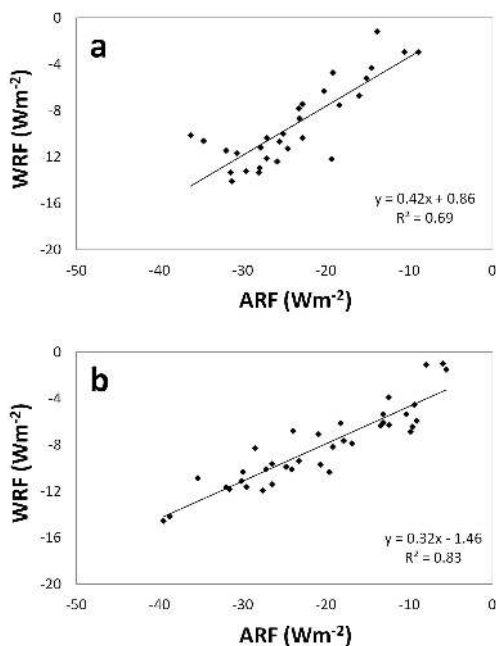 a
0
-4
-8
-12
-16
-20
WRF (Wm-2)
y = 0.42x + 0.86
R² = 0.69
-50 -40 -30 -20 -10 0
ARF (Wm-2)
b
0
-4
-8
-12
-16
-20
WRF (Wm-2)
y = 0.32x - 1.46
R² = 0.83
-50 -40 -30 -20 -10 0
ARF (Wm-2)